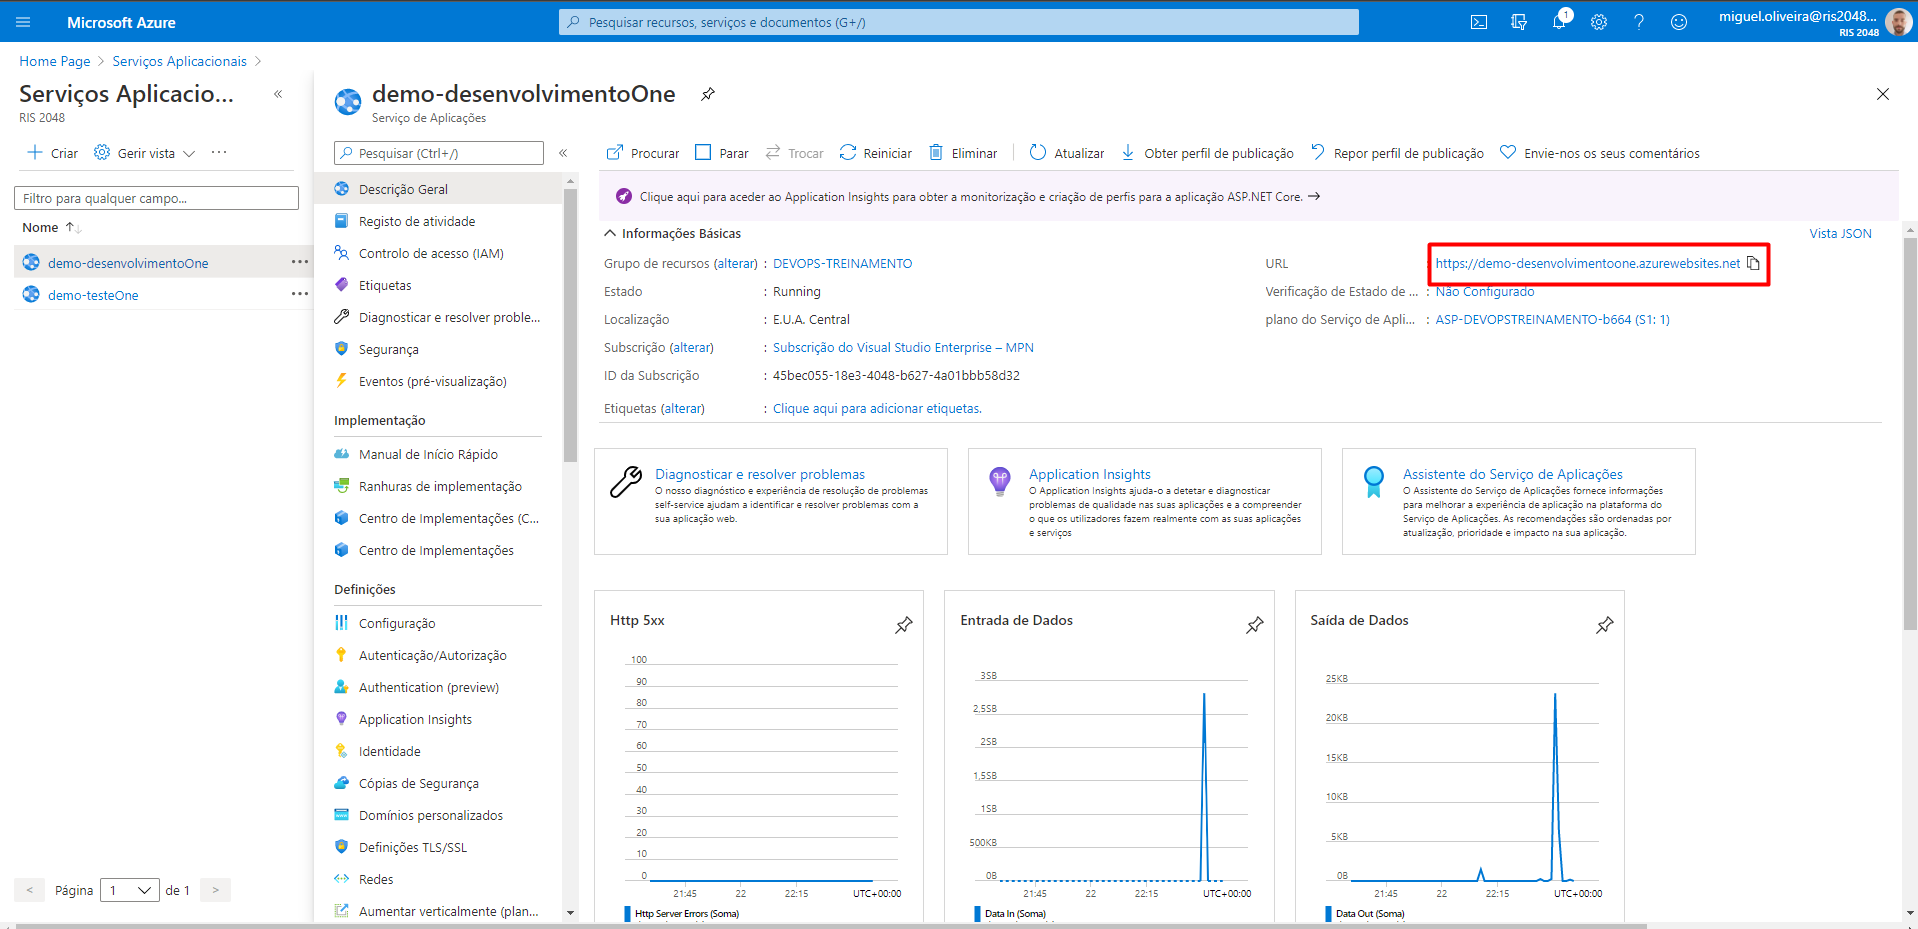 Microsoft Azure
Pesquisar recursos, serviços e documentos (G+/)
1
miguel.oliveira@ris2048...
RIS 2048
Home Page > Serviços Aplicacionais >
Serviços Aplicacio...
RIS 2048
Criar
Gerir vista
Filtro para qualquer campo...
Nome
demo-desenvolvimentoOne
demo-testeOne
< Página 1 de 1 >
demo-desenvolvimentoOne
Serviço de Aplicações
Pesquisar (Ctrl+/)
Descrição Geral
Registo de atividade
Controlo de acesso (IAM)
Etiquetas
Diagnosticar e resolver proble...
Segurança
Eventos (pré-visualização)
Implementação
Manual de Início Rápido
Ranhuras de implementação
Centro de Implementações (C...
Centro de Implementações
Definições
Configuração
Autenticação/Autorização
Authentication (preview)
Application Insights
Identidade
Cópias de Segurança
Domínios personalizados
Definições TLS/SSL
Redes
Aumentar verticalmente (plan...
Procurar
Parar
Trocar
Reiniciar
Eliminar
Atualizar
Obter perfil de publicação
Repor perfil de publicação
Envie-nos os seus comentários
Clique aqui para aceder ao Application Insights para obter a monitorização e criação de perfis para a aplicação ASP.NET Core. →
Informações Básicas
Vista JSON
Grupo de recursos (alterar) : DEVOPS-TREINAMENTO
Estado : Running
Localização : E.U.A. Central
Subscrição (alterar) : Subscrição do Visual Studio Enterprise – MPN
ID da Subscrição : 45bec055-18e3-4048-b627-4a01bbb58d32
Etiquetas (alterar) : Clique aqui para adicionar etiquetas.
URL : https://demo-desenvolvimentoone.azurewebsites.net
Verificação de Estado de ... : Não Configurado
plano do Serviço de Apli... : ASP-DEVOPSTREINAMENTO-b664 (S1: 1)
Diagnosticar e resolver problemas
O nosso diagnóstico e experiência de resolução de problemas
self-service ajudam a identificar e resolver problemas com a
sua aplicação web.
Application Insights
O Application Insights ajuda-o a detetar e diagnosticar
problemas de qualidade nas suas aplicações e a compreender
o que os utilizadores fazem realmente com as suas aplicações
e serviços
Assistente do Serviço de Aplicações
O Assistente do Serviço de Aplicações fornece informações
para melhorar a experiência de aplicação na plataforma do
Serviço de Aplicações. As recomendações são ordenadas por
atualização, prioridade e impacto na sua aplicação.
Http 5xx
100
90
80
70
60
50
40
30
20
10
0
21:45 22 22:15 UTC+00:00
Http Server Errors (Soma)
Entrada de Dados
3SB
2,5SB
2SB
1,5SB
1SB
500KB
0B
21:45 22 22:15 UTC+00:00
Data In (Soma)
Saída de Dados
25KB
20KB
15KB
10KB
5KB
0B
21:45 22 22:15 UTC+00:00
Data Out (Soma)